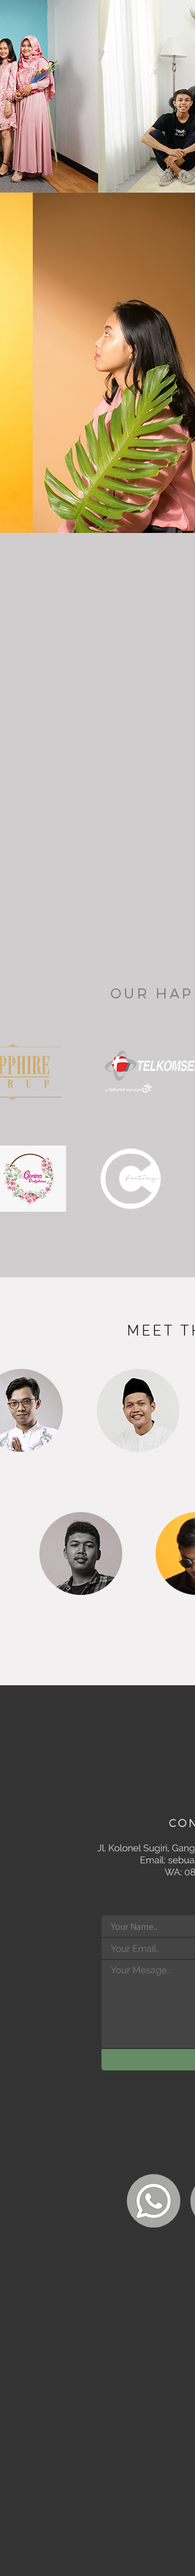 OUR HAP
PPHIRE
R U P
TELKOMSE
MEET TH
CON
Jl. Kolonel Sugiri, Gang
Email: sebua
WA: 08
Your Name...
Your Email...
Your Mesage...